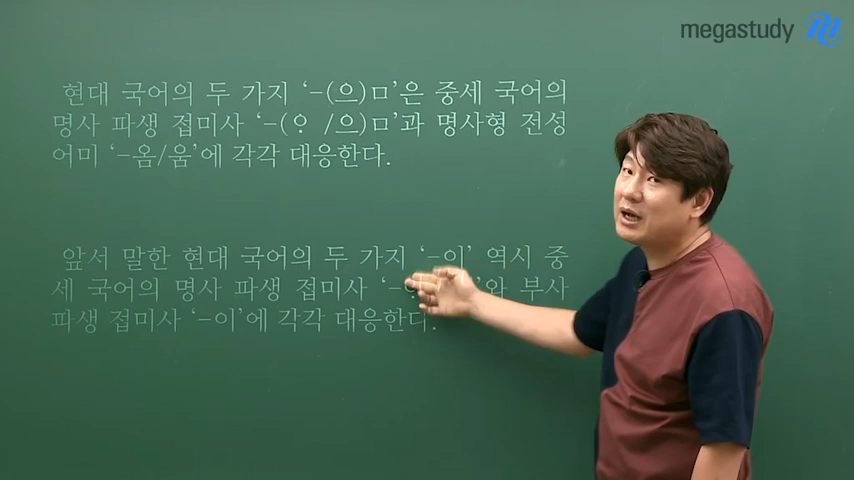 megastudy
현대 국어의 두 가지 ‘-(으)ㅁ’은 중세 국어의
명사 파생 접미사 ‘-(ᄋᆞ /으)ㅁ’과 명사형 전성
어미 ‘-옴/움’에 각각 대응한다.
앞서 말한 현대 국어의 두 가지 ‘-이’ 역시 중
세 국어의 명사 파생 접미사 ’와 부사
파생 접미사 ‘-이’에 각각 대응한다.